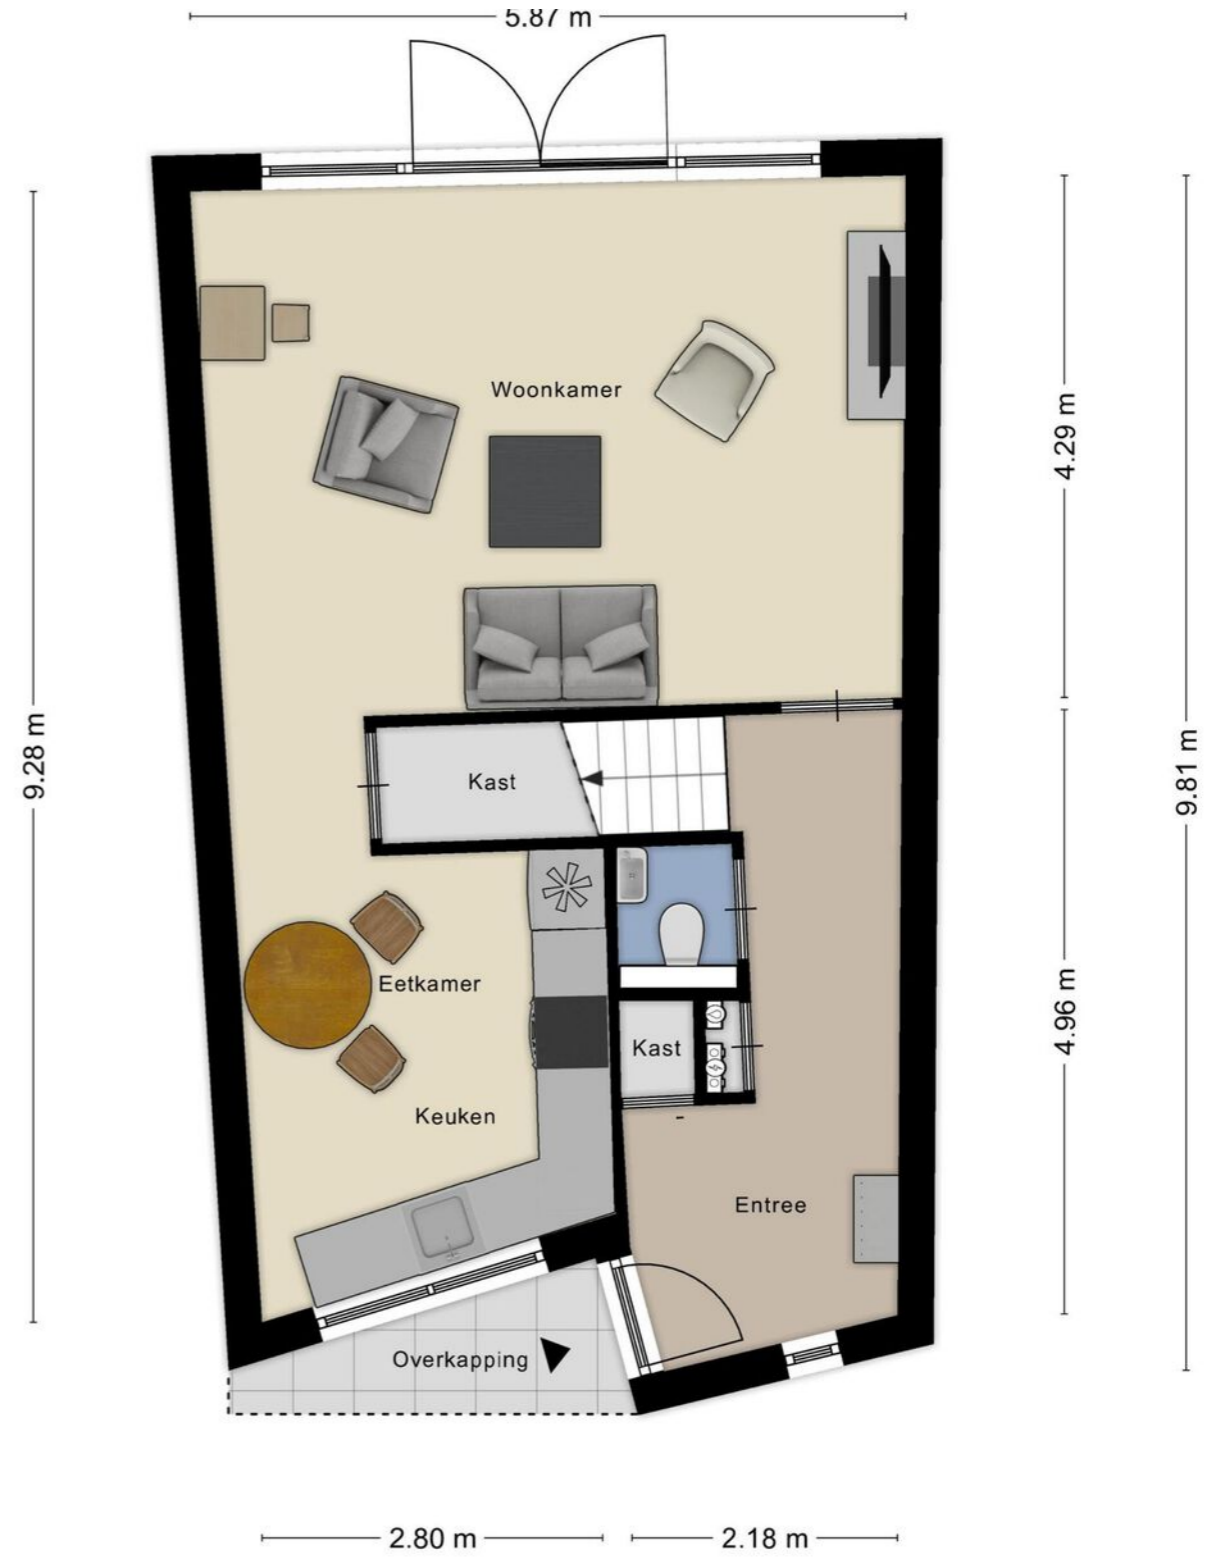 5.87 m
Woonkamer
4.29 m
9.28 m
9.81 m
Kast
Eetkamer
4.96 m
Kast
Keuken
Entree
Overkapping
2.80 m
2.18 m